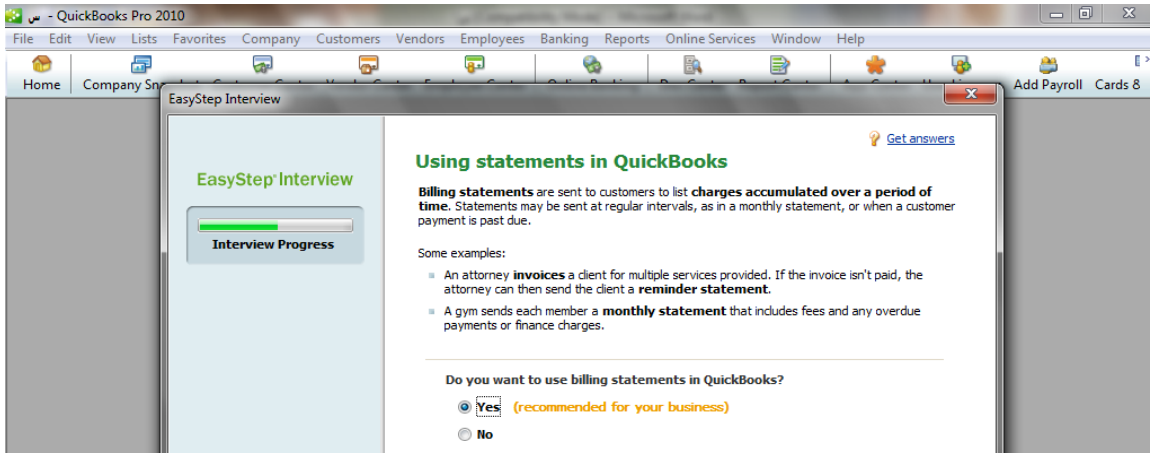 س - QuickBooks Pro 2010
File Edit View Lists Favorites Company Customers Vendors Employees Banking Reports Online Services Window Help
Home Company Add Payroll Cards 8
EasyStep Interview
Get answers
Using statements in QuickBooks
EasyStep Interview
Billing statements are sent to customers to list charges accumulated over a period of
time. Statements may be sent at regular intervals, as in a monthly statement, or when a customer
payment is past due.
Interview Progress
Some examples:
An attorney invoices a client for multiple services provided. If the invoice isn't paid, the
attorney can then send the client a reminder statement.
A gym sends each member a monthly statement that includes fees and any overdue
payments or finance charges.
Do you want to use billing statements in QuickBooks?
Yes (recommended for your business)
No